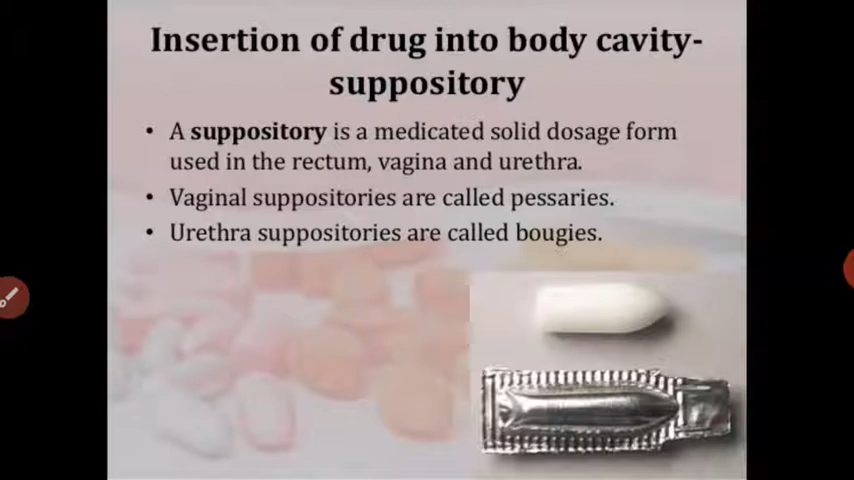 Insertion of drug into body cavity-
suppository
• A suppository is a medicated solid dosage form
used in the rectum, vagina and urethra.
• Vaginal suppositories are called pessaries.
• Urethra suppositories are called bougies.